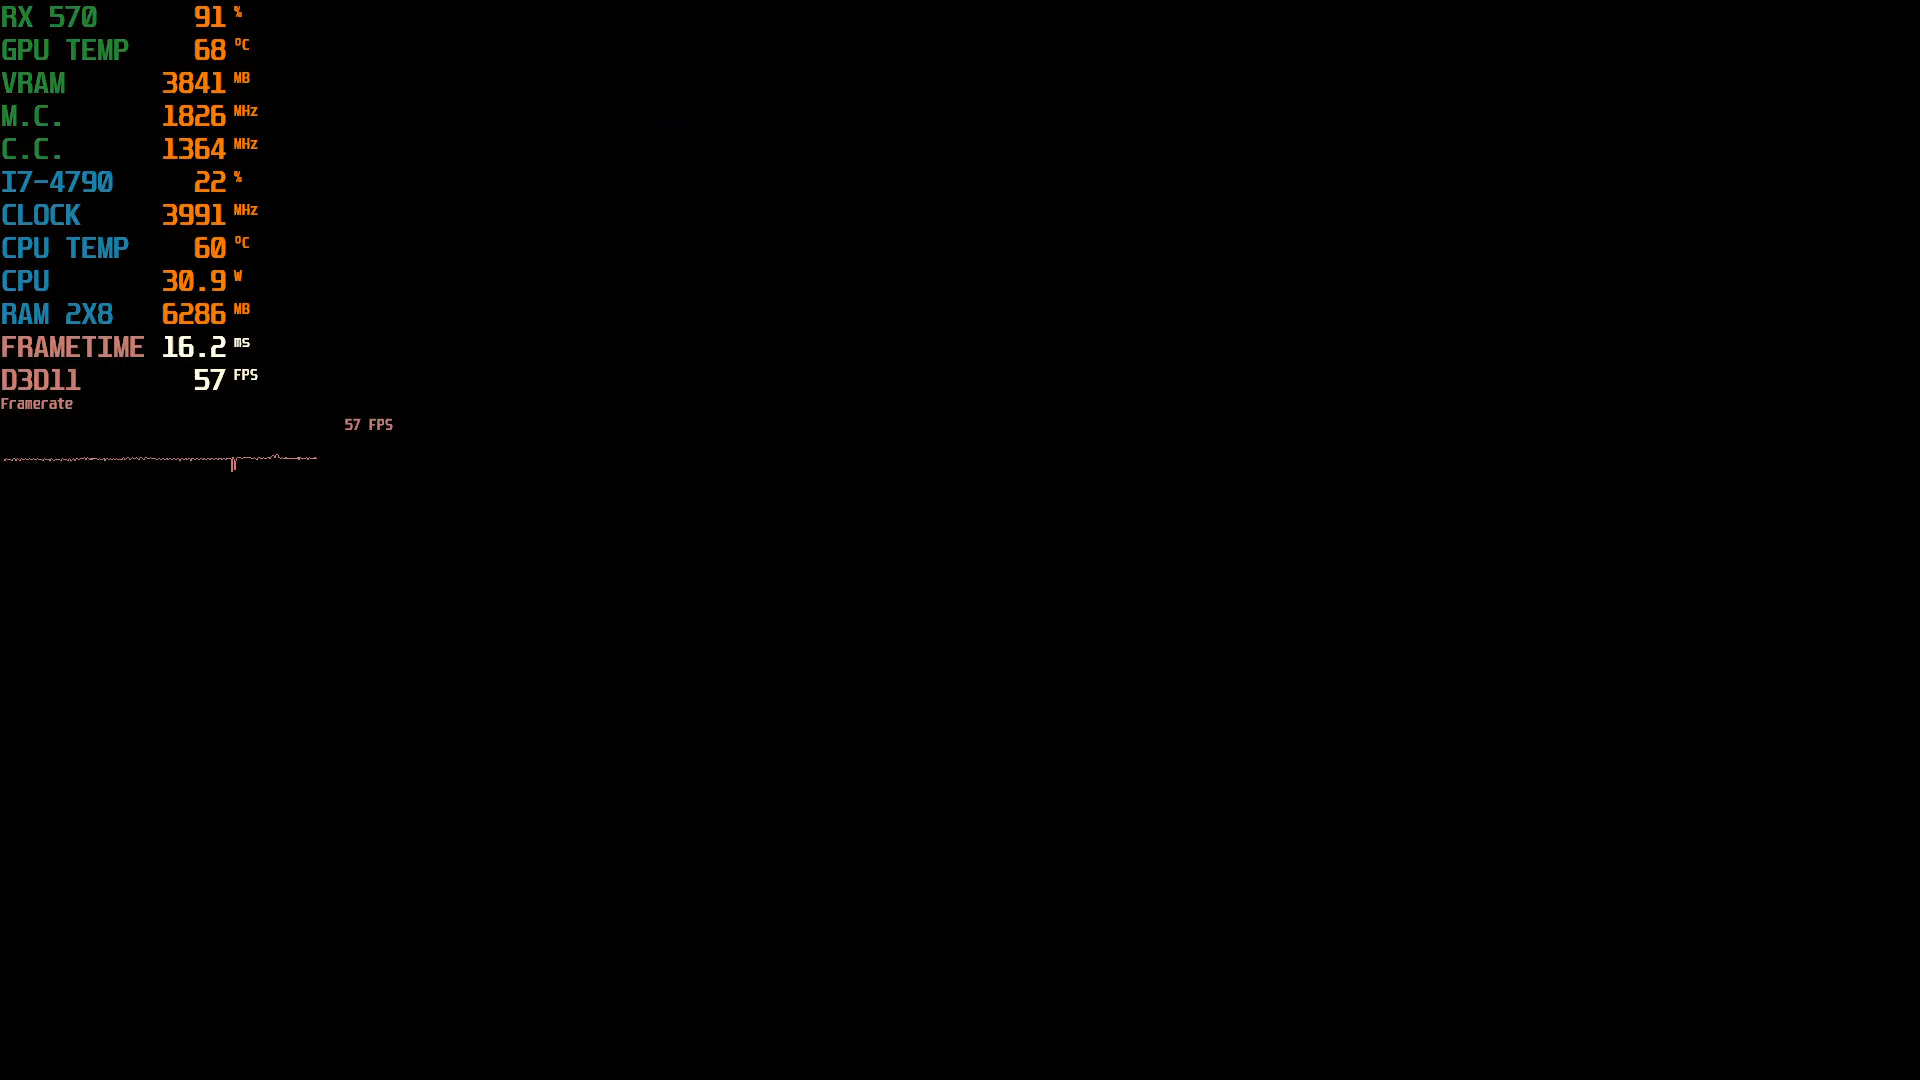 RX 570 91 %
GPU TEMP 68 °C
VRAM 3841 MB
M.C. 1826 MHz
C.C. 1364 MHz
I7-4790 22 %
CLOCK 3991 MHz
CPU TEMP 60 °C
CPU 30.9 W
RAM 2X8 6286 MB
FRAMETIME 16.2 ms
D3D11 57 FPS
Framerate
57 FPS